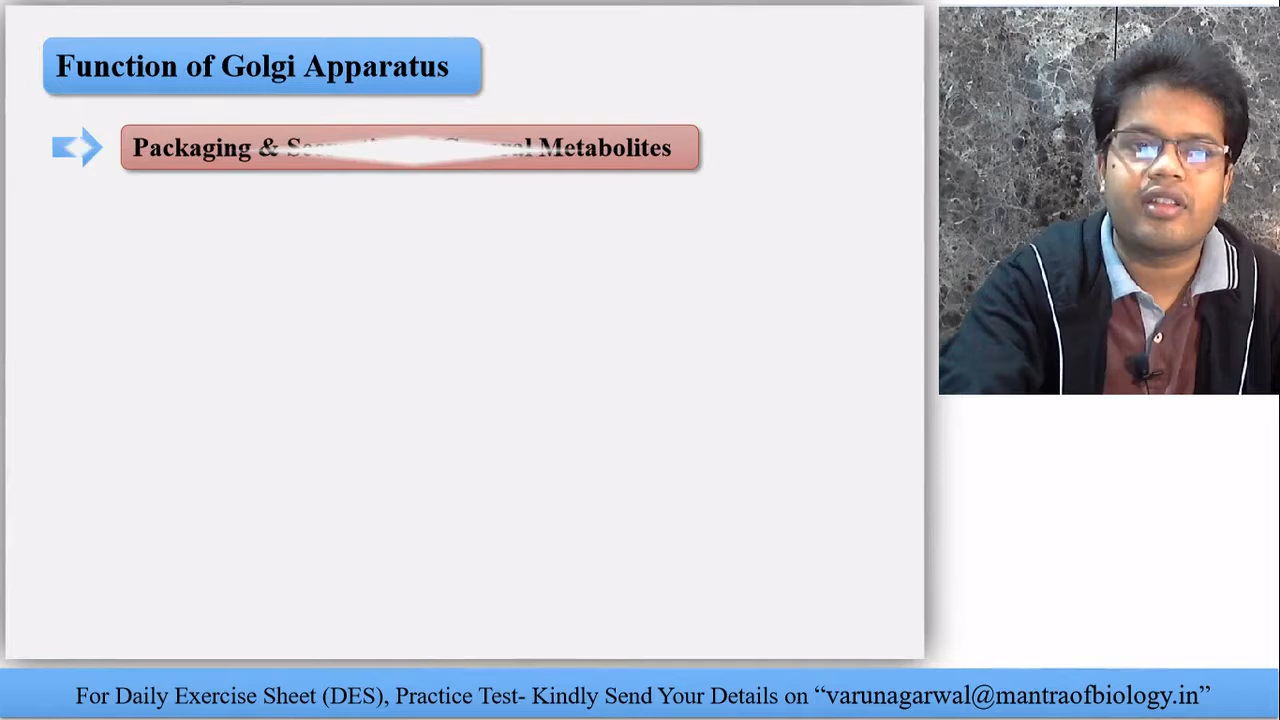 Function of Golgi Apparatus
Packaging & Metabolites
For Daily Exercise Sheet (DES), Practice Test- Kindly Send Your Details on “varunagarwal@mantraofbiology.in”